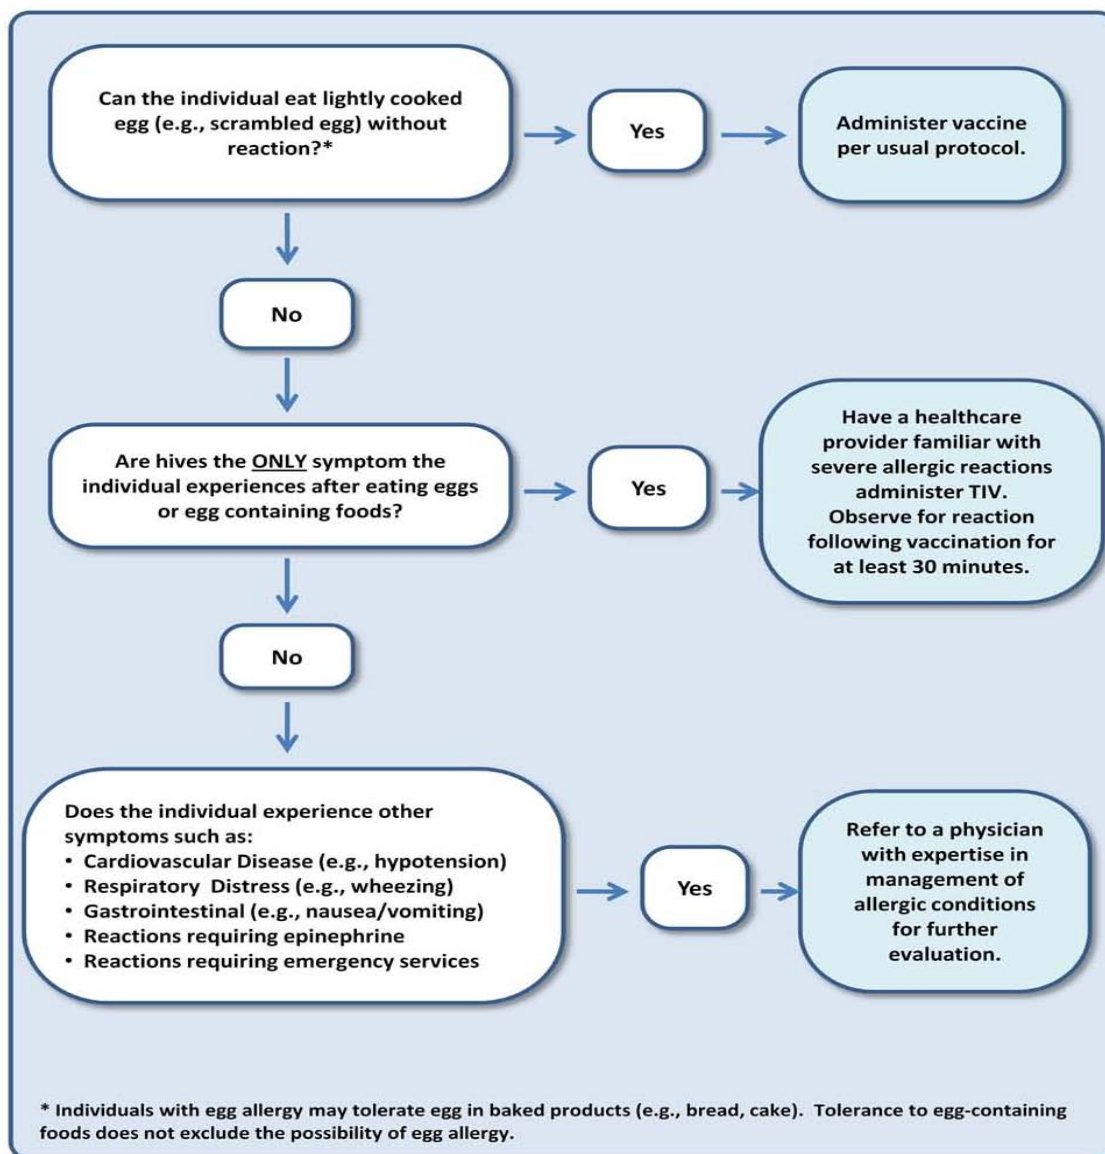 Can the individual eat lightly cooked
egg (e.g., scrambled egg) without
reaction?*
Yes
Administer vaccine
per usual protocol.
No
Are hives the ONLY symptom the
individual experiences after eating eggs
or egg containing foods?
Yes
Have a healthcare
provider familiar with
severe allergic reactions
administer TIV.
Observe for reaction
following vaccination for
at least 30 minutes.
No
Does the individual experience other
symptoms such as:
• Cardiovascular Disease (e.g., hypotension)
• Respiratory Distress (e.g., wheezing)
• Gastrointestinal (e.g., nausea/vomiting)
• Reactions requiring epinephrine
• Reactions requiring emergency services
Yes
Refer to a physician
with expertise in
management of
allergic conditions
for further
evaluation.
* Individuals with egg allergy may tolerate egg in baked products (e.g., bread, cake). Tolerance to egg-containing
foods does not exclude the possibility of egg allergy.